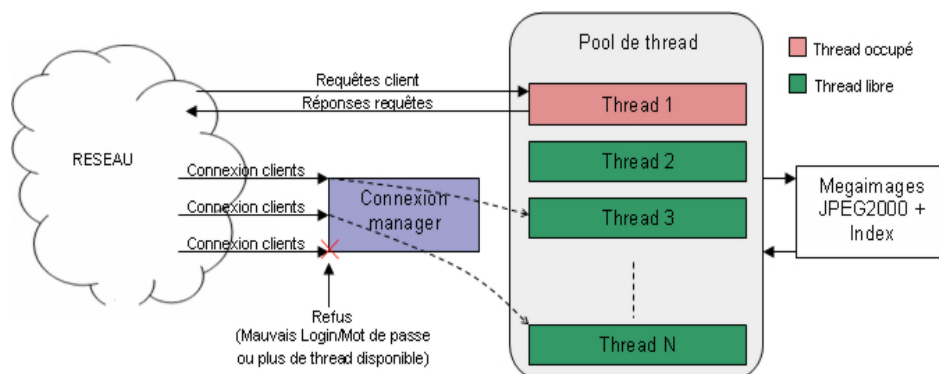 Pool de thread
Thread occupé
Thread libre
Requêtes client
Réponses requêtes
Thread 1
RESEAU
Thread 2
Connexion clients
Connexion clients
Connexion clients
Connexion
manager
Thread 3
Megaimages
JPEG2000 +
Index
Refus
(Mauvais Login/Mot de passe
ou plus de thread disponible)
Thread N